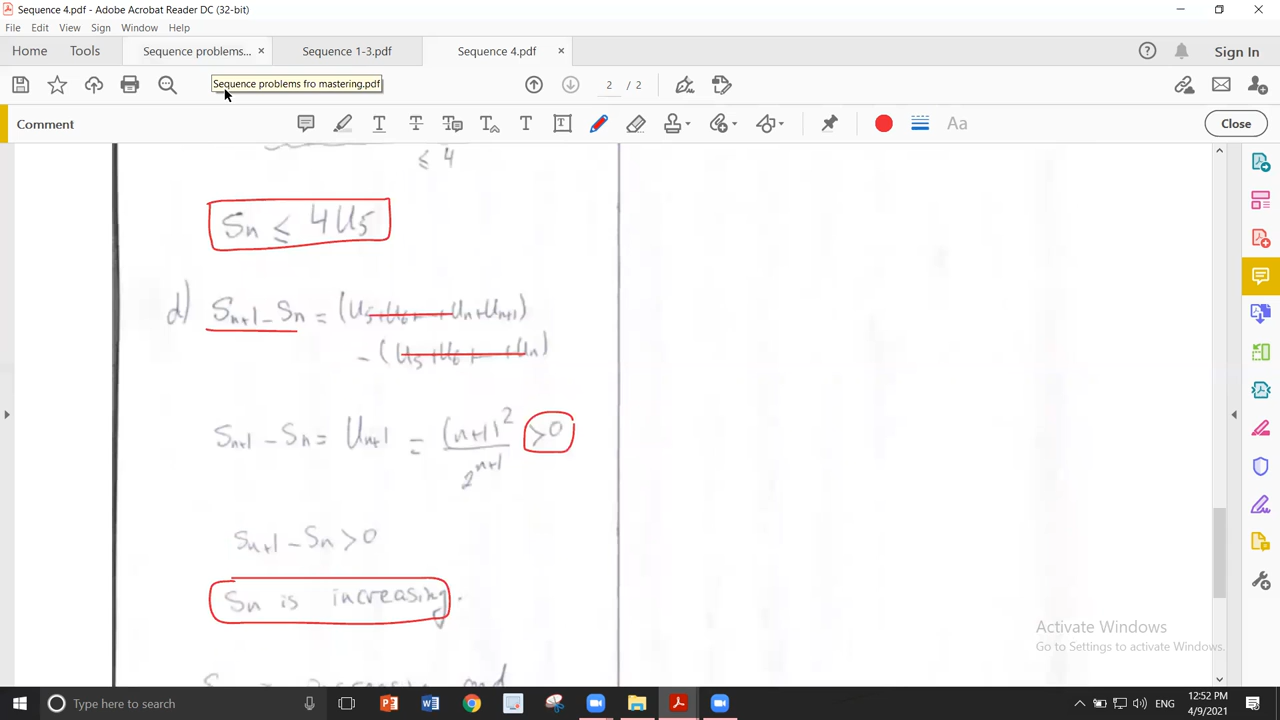 Sequence 4.pdf - Adobe Acrobat Reader DC (32-bit)
File Edit View Sign Window Help
Home Tools Sequence problems... × Sequence 1-3.pdf Sequence 4.pdf × Sign In
Sequence problems fro mastering.pdf 2 / 2
Comment Aa Close
≤ 4
Sn ≤ 4U5
d) Sn+1 - Sn = (U5+U6+ - +Un+Un+1)
- (U5+U6+ - +Un)
Sn+1 - Sn = Un+1 = (n+1)² / 2^(n+1) >0
Sn+1 - Sn > 0
Sn is increasing.
Activate Windows
Go to Settings to activate Windows.
Type here to search
ENG
12:52 PM
4/9/2021